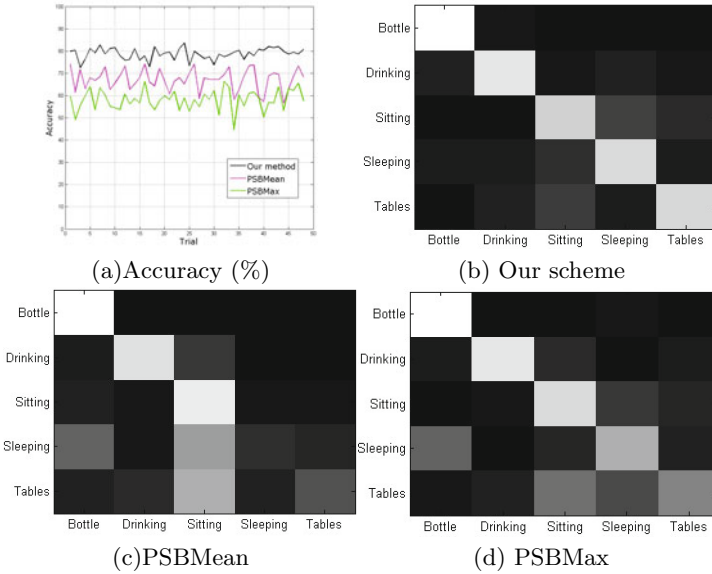 100
90
80
70
60
50
40
30
20
10
0
0 5 10 15 20 25 30 35 40 45 50
Accuracy
Trial
Our method
PSBMean
PSBMax
(a)Accuracy (%)
Bottle
Drinking
Sitting
Sleeping
Tables
Bottle Drinking Sitting Sleeping Tables
(b) Our scheme
Bottle
Drinking
Sitting
Sleeping
Tables
Bottle Drinking Sitting Sleeping Tables
(c)PSBMean
Bottle
Drinking
Sitting
Sleeping
Tables
Bottle Drinking Sitting Sleeping Tables
(d) PSBMax